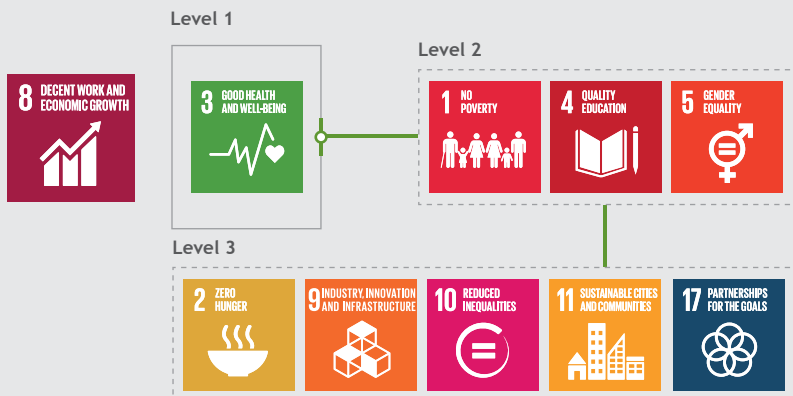 Level 1
Level 2
8 DECENT WORK AND
ECONOMIC GROWTH
3 GOOD HEALTH
AND WELL-BEING
1 NO
POVERTY
4 QUALITY
EDUCATION
5 GENDER
EQUALITY
Level 3
2 ZERO
HUNGER
9 INDUSTRY, INNOVATION
AND INFRASTRUCTURE
10 REDUCED
INEQUALITIES
11 SUSTAINABLE CITIES
AND COMMUNITIES
17 PARTNERSHIPS
FOR THE GOALS